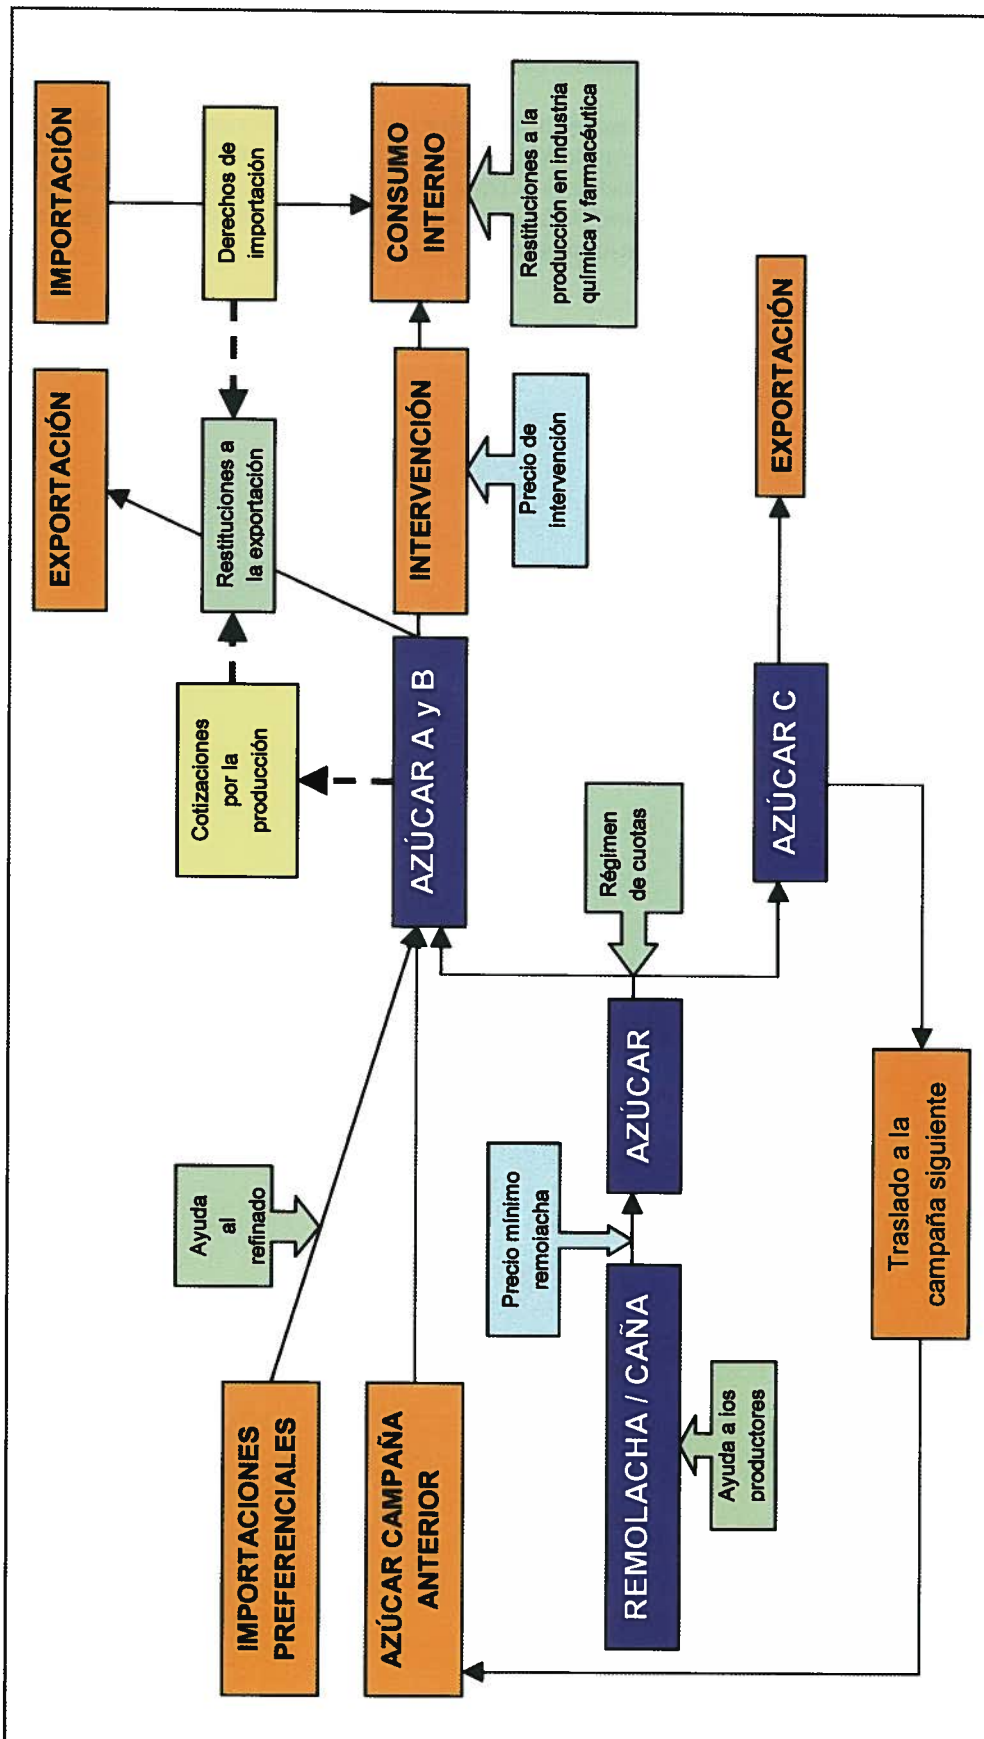 IMPORTACIONES
PREFERENCIALES
Ayuda
al
refinado
Cotizaciones
por la
producción
EXPORTACIÓN
Restituciones a
la exportación
IMPORTACIÓN
Derechos de
importación
AZÚCAR CAMPAÑA
ANTERIOR
AZÚCAR A y B
INTERVENCIÓN
CONSUMO
INTERNO
Precio de
intervención
Restituciones a la
producción en industria
química y farmacéutica
Precio mínimo
remolacha
Régimen
de cuotas
REMOLACHA / CAÑA
AZÚCAR
Ayuda a los
productores
AZÚCAR C
EXPORTACIÓN
Traslado a la
campaña siguiente